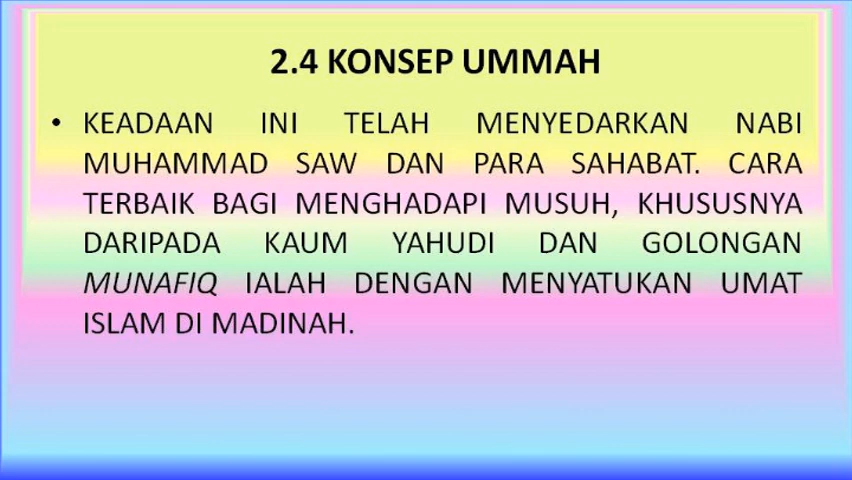 2.4 KONSEP UMMAH
• KEADAAN INI TELAH MENYEDARKAN NABI
MUHAMMAD SAW DAN PARA SAHABAT. CARA
TERBAIK BAGI MENGHADAPI MUSUH, KHUSUSNYA
DARIPADA KAUM YAHUDI DAN GOLONGAN
MUNAFIQ IALAH DENGAN MENYATUKAN UMAT
ISLAM DI MADINAH.